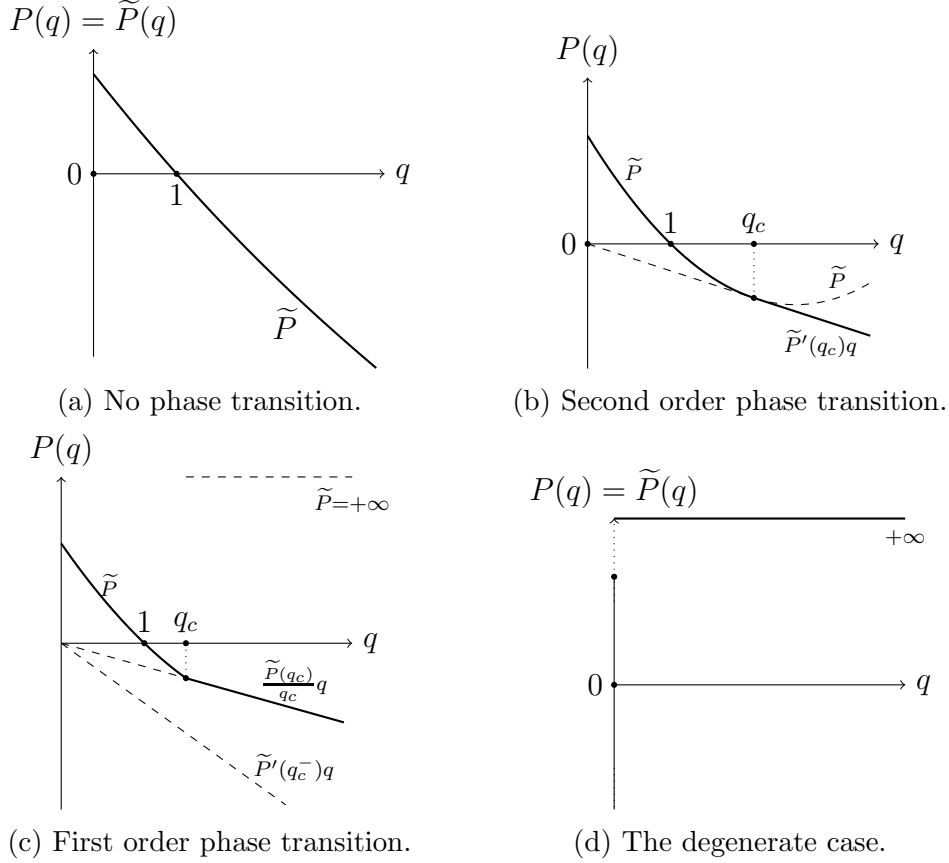 P(q) = P̃(q)
0
1
q
P̃
(a) No phase transition.
P(q)
P̃
0
1
q_c
q
P̃
P̃'(q_c)q
(b) Second order phase transition.
P(q)
P̃=+∞
P̃
1
q_c
q
P̃(q_c)/q_c q
P̃'(q_c^-)q
(c) First order phase transition.
P(q) = P̃(q)
+∞
0
q
(d) The degenerate case.